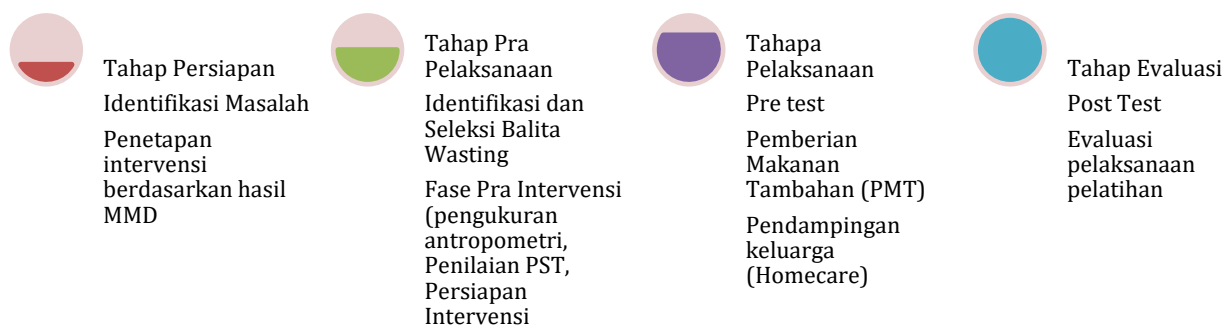 Tahap Persiapan
Identifikasi Masalah
Penetapan
intervensi
berdasarkan hasil
MMD
Tahap Pra
Pelaksanaan
Identifikasi dan
Seleksi Balita
Wasting
Fase Pra Intervensi
(pengukuran
antropometri,
Penilaian PST,
Persiapan
Intervensi
Tahapa
Pelaksanaan
Pre test
Pemberian
Makanan
Tambahan (PMT)
Pendampingan
keluarga
(Homecare)
Tahap Evaluasi
Post Test
Evaluasi
pelaksanaan
pelatihan